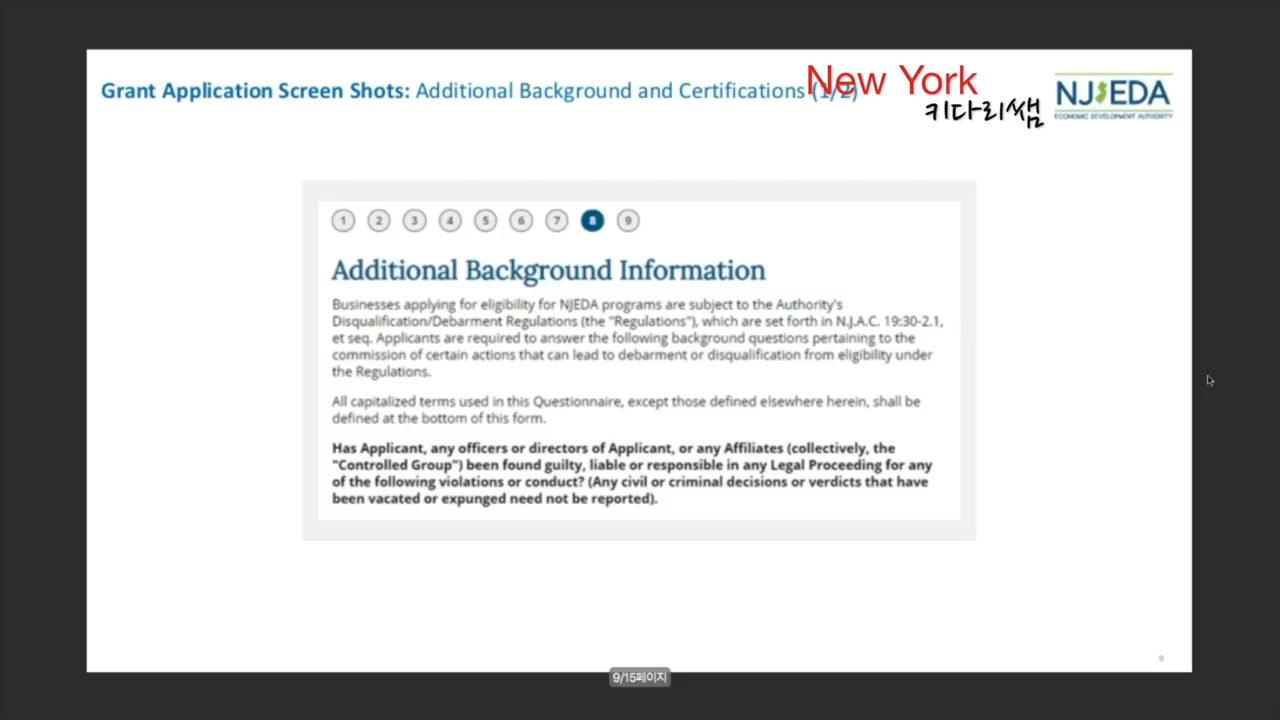 Grant Application Screen Shots: Additional Background and Certifications (1/2)
New York
키다리쌤
NJEDA
ECONOMIC DEVELOPMENT AUTHORITY
1 2 3 4 5 6 7 8 9
Additional Background Information
Businesses applying for eligibility for NJEDA programs are subject to the Authority's
Disqualification/Debarment Regulations (the "Regulations"), which are set forth in N.J.A.C. 19:30-2.1,
et seq. Applicants are required to answer the following background questions pertaining to the
commission of certain actions that can lead to debarment or disqualification from eligibility under
the Regulations.
All capitalized terms used in this Questionnaire, except those defined elsewhere herein, shall be
defined at the bottom of this form.
Has Applicant, any officers or directors of Applicant, or any Affiliates (collectively, the
"Controlled Group") been found guilty, liable or responsible in any Legal Proceeding for any
of the following violations or conduct? (Any civil or criminal decisions or verdicts that have
been vacated or expunged need not be reported).
9
9/15페이지